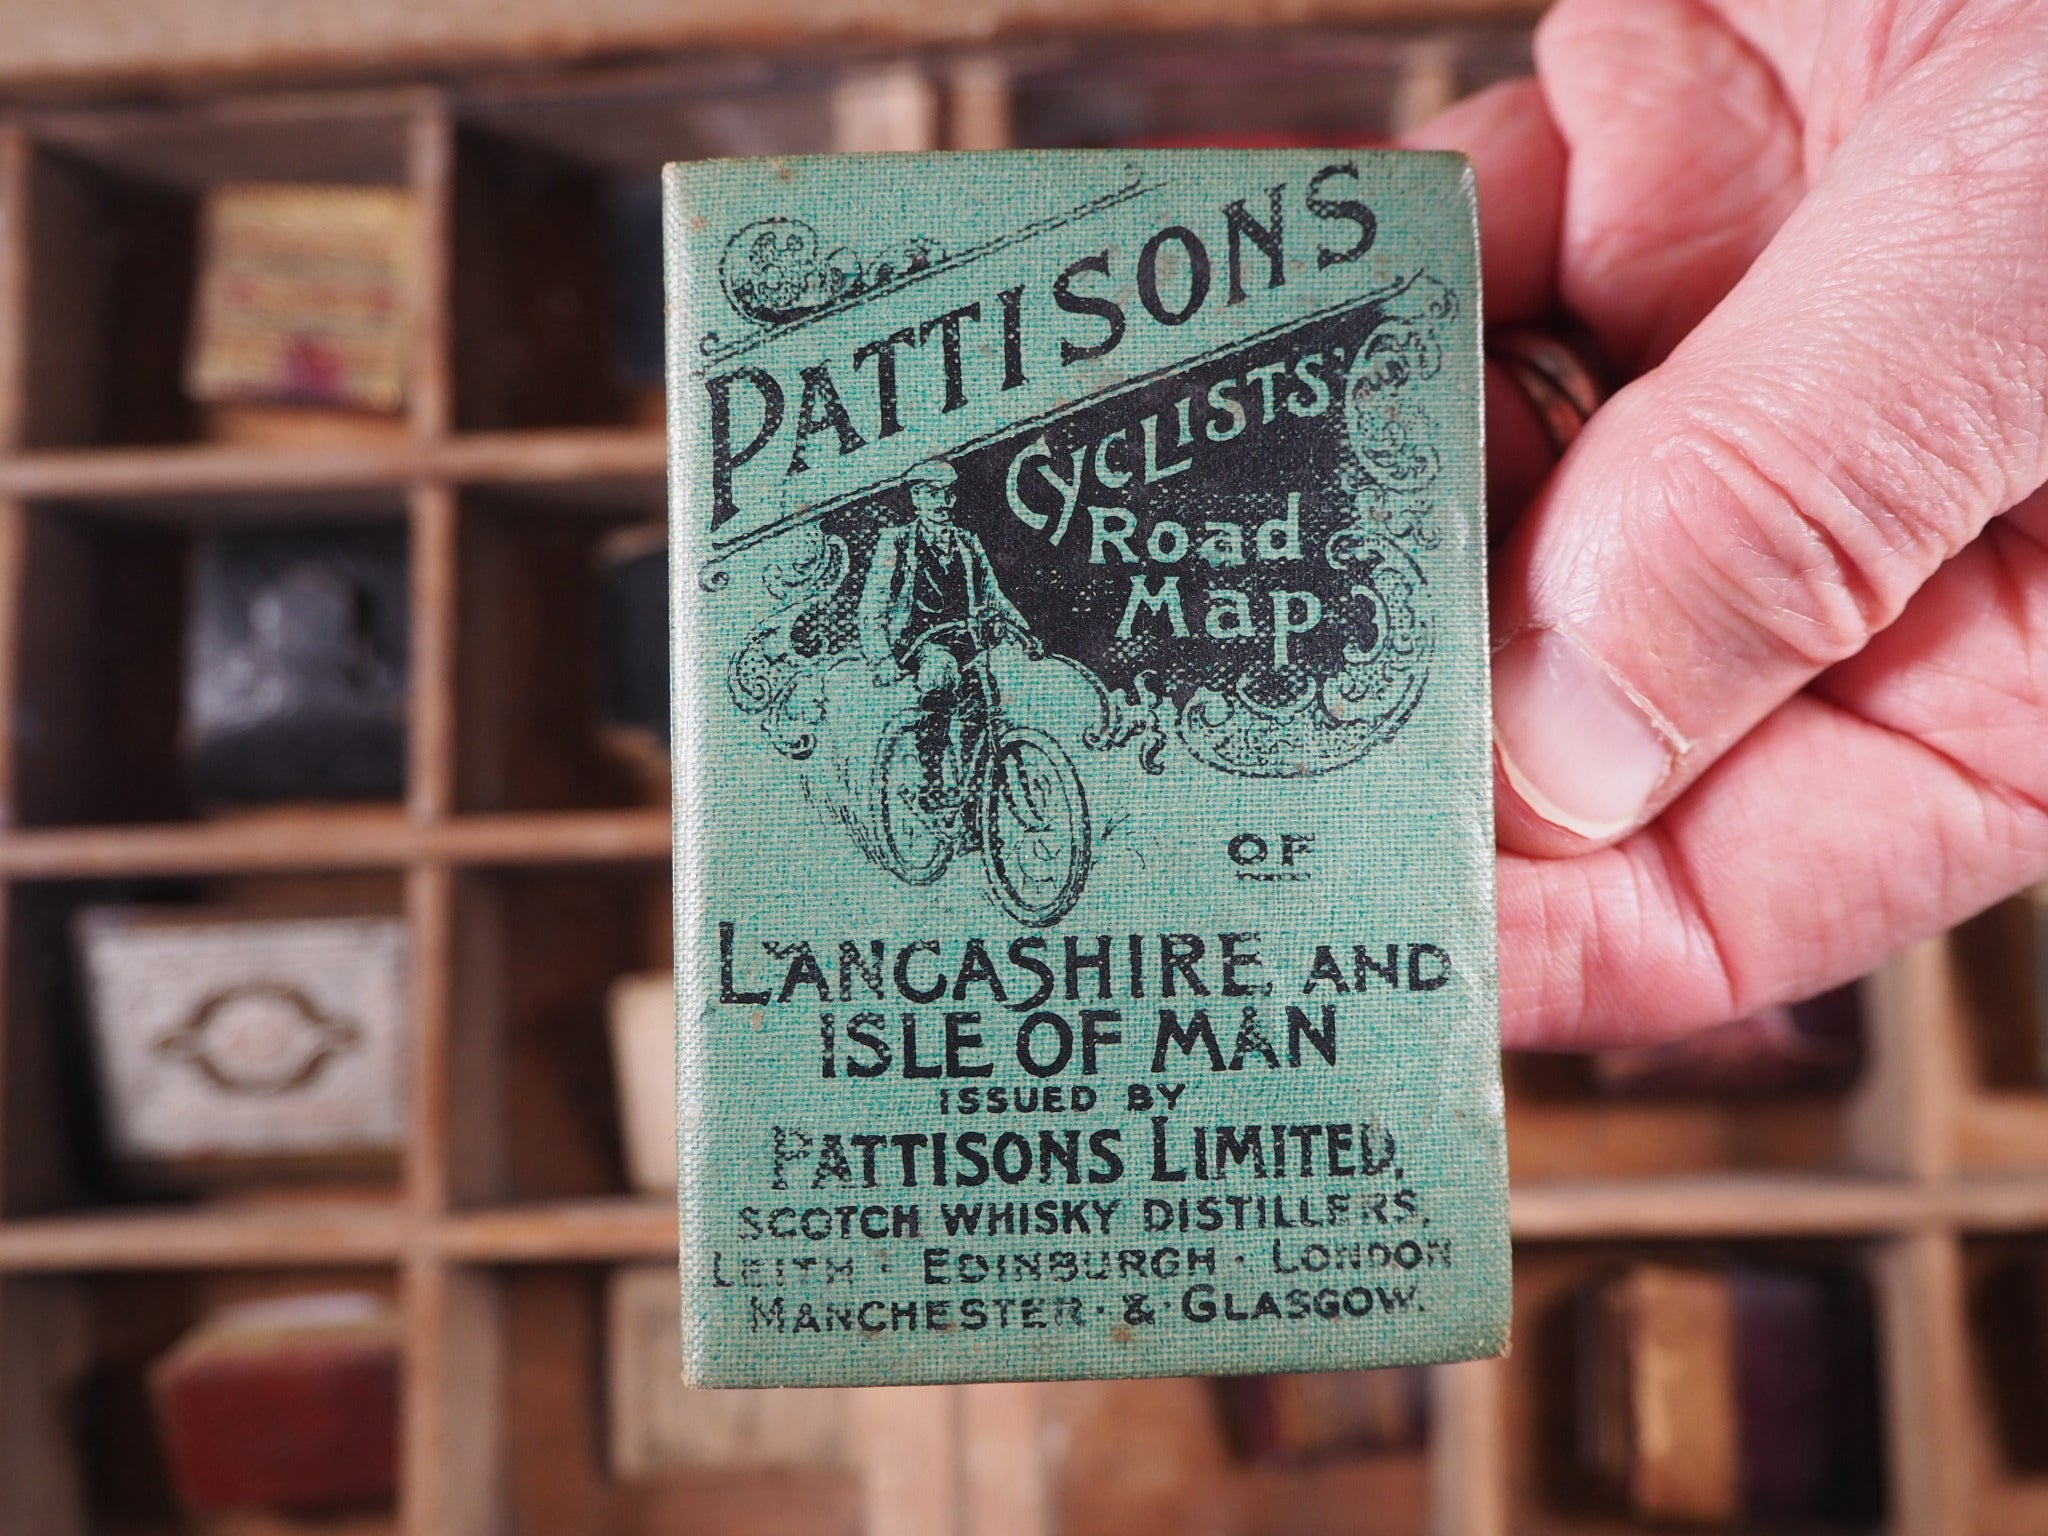 PATTISONS
CYCLISTS'
Road
Map
OF
LANCASHIRE, AND
ISLE OF MAN
ISSUED BY
PATTISONS LIMITED,
SCOTCH WHISKY DISTILLERS,
LEITH · EDINBURGH · LONDON
MANCHESTER · & · GLASGOW.